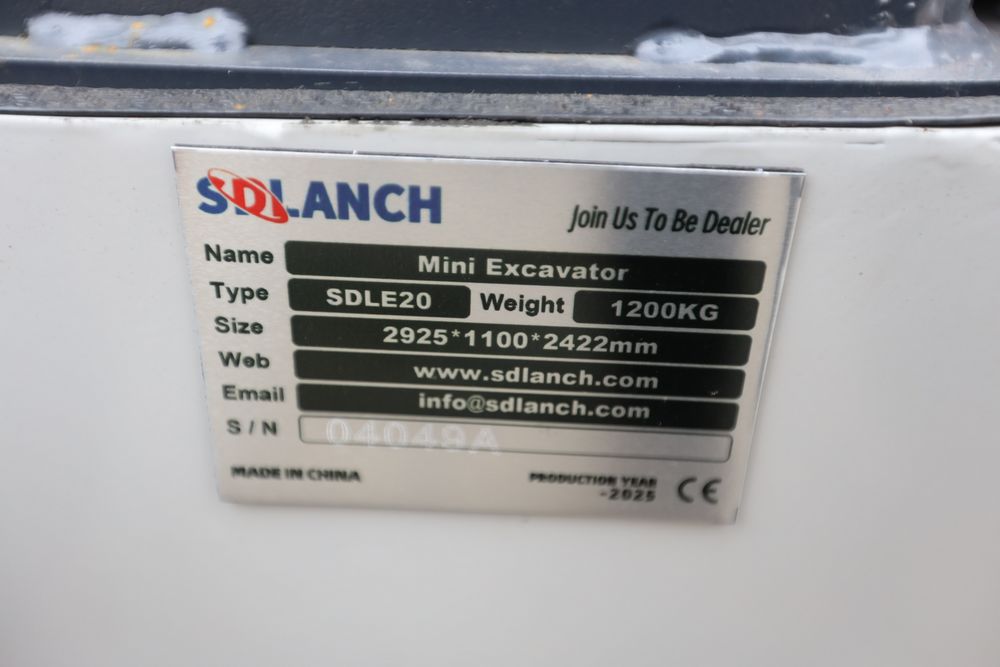 SDLANCH
Join Us To Be Dealer
Name Mini Excavator
Type SDLE20 Weight 1200KG
Size 2925*1100*2422mm
Web www.sdlanch.com
Email info@sdlanch.com
S/N 04049A
MADE IN CHINA
PRODUCTION YEAR
-2025
CE